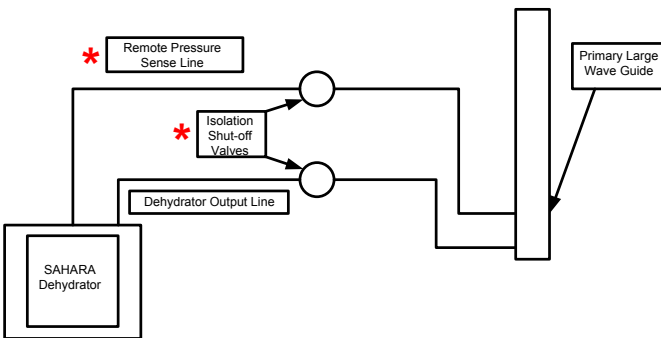 * Remote Pressure
Sense Line
Primary Large
Wave Guide
* Isolation
Shut-off
Valves
Dehydrator Output Line
SAHARA
Dehydrator